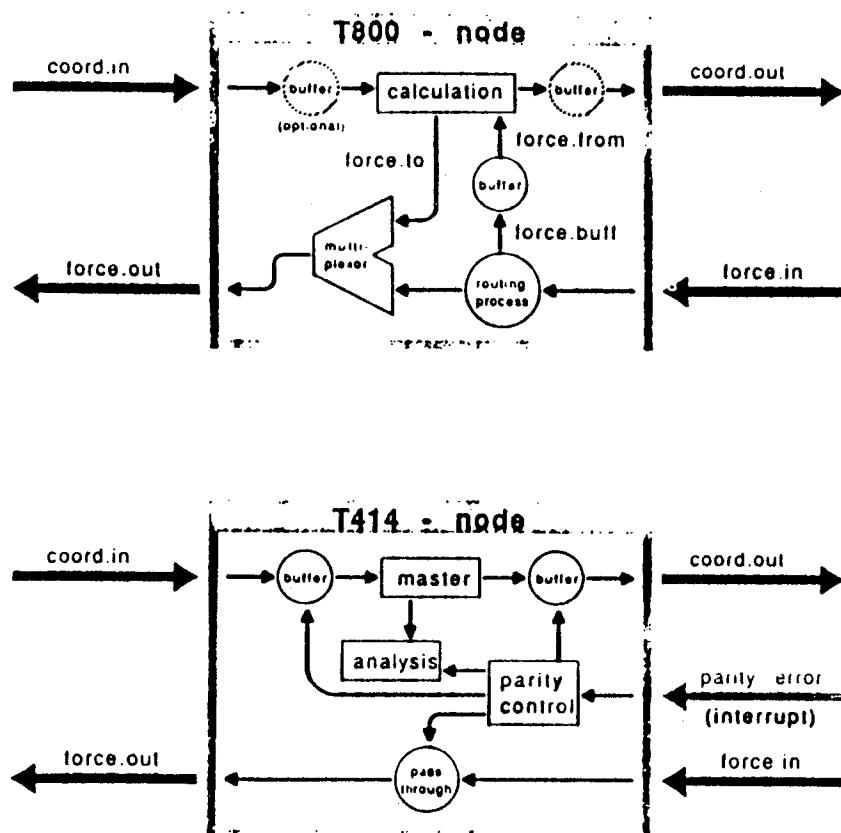 T800 - node
coord.in
coord.out
buffer
calculation
buffer
(optional)
force.to
force.from
buffer
multi-
plexor
force.buff
force.out
force.in
routing
process
T414 - node
coord.in
coord.out
buffer
master
buffer
analysis
parity
control
parity error
(interrupt)
force.out
force.in
pass
through